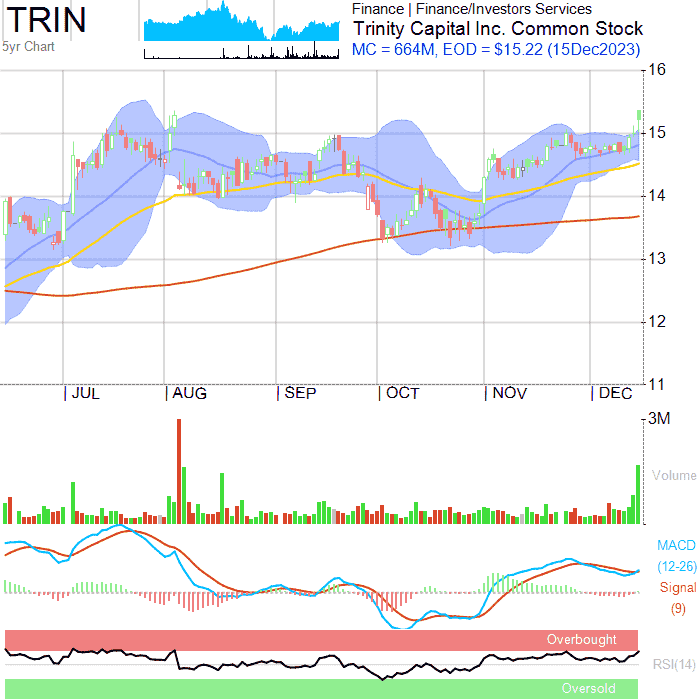 TRIN
5yr Chart
Finance | Finance/Investors Services
Trinity Capital Inc. Common Stock
MC = 664M, EOD = $15.22 (15Dec2023)
16
15
14
13
12
11
JUL AUG SEP OCT NOV DEC
3M
Volume
MACD
(12-26)
Signal
(9)
Overbought
RSI(14)
Oversold